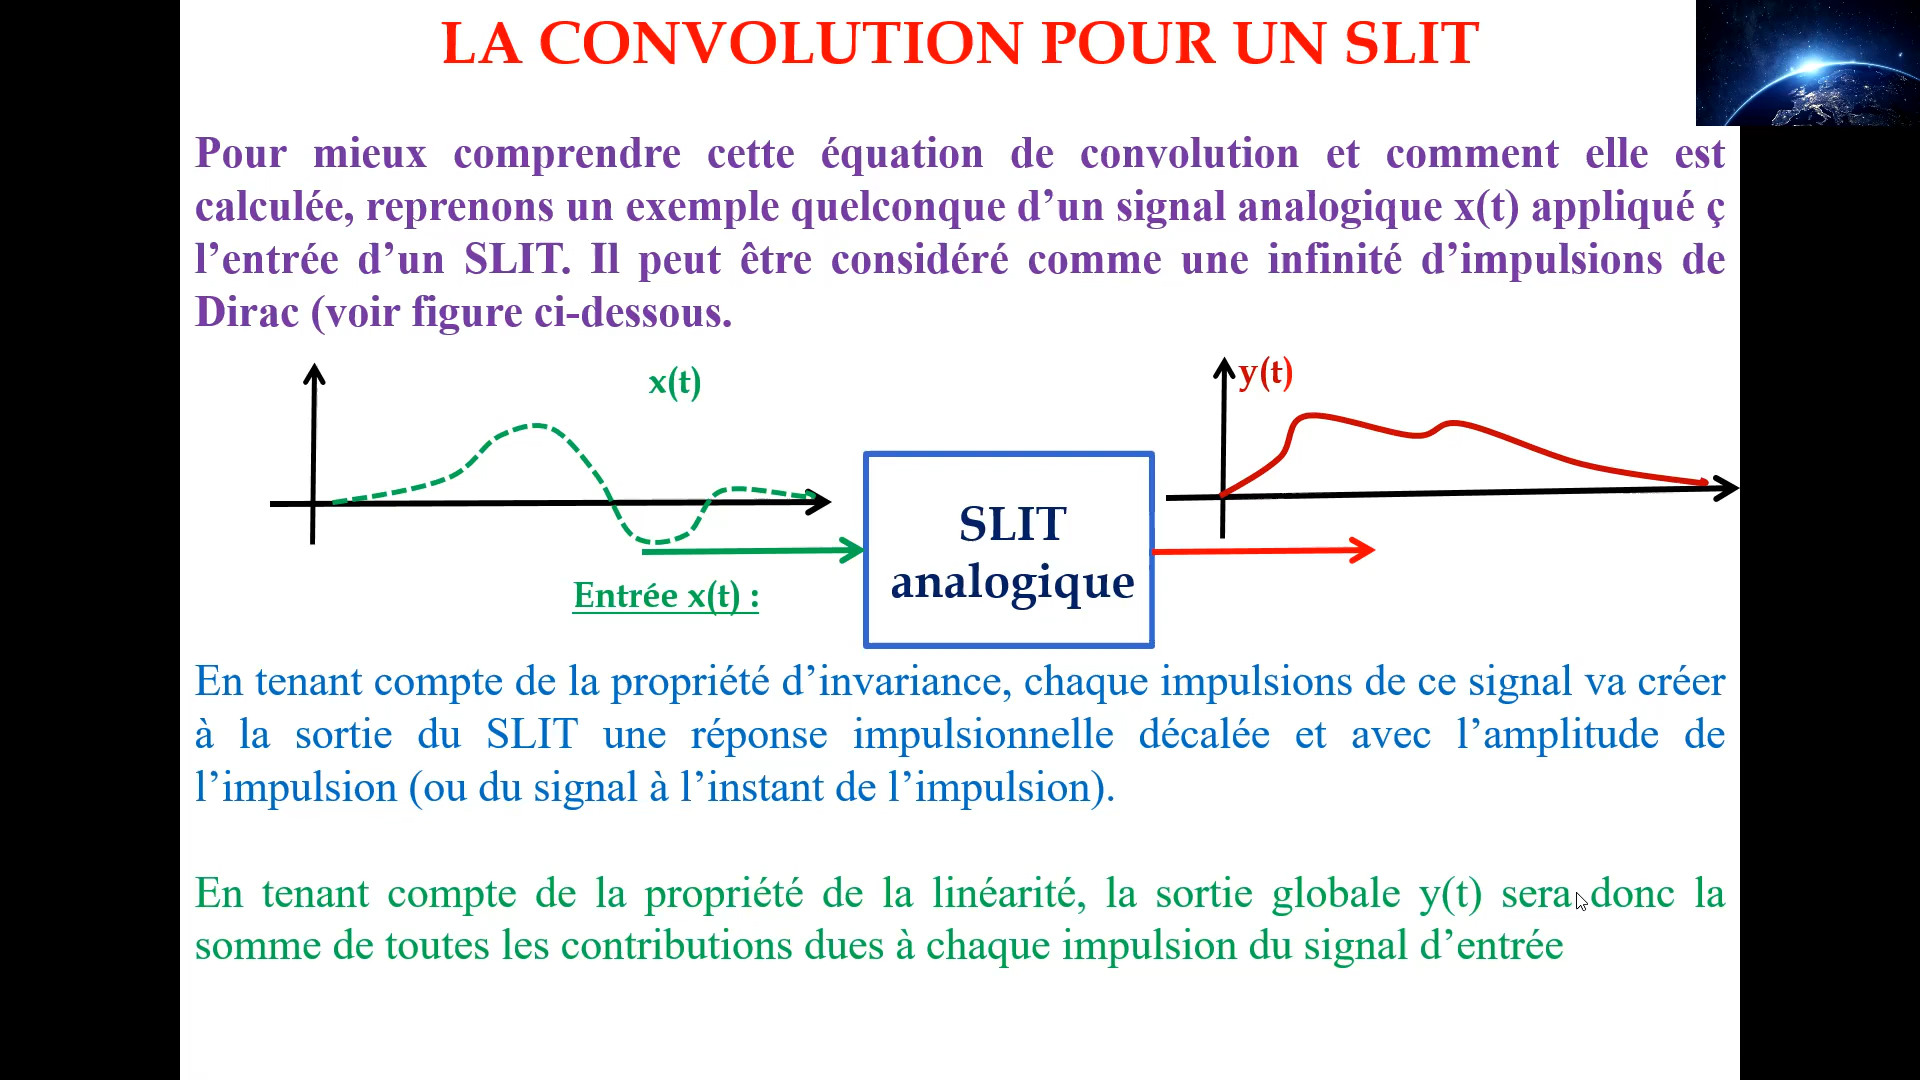 LA CONVOLUTION POUR UN SLIT
Pour mieux comprendre cette équation de convolution et comment elle est
calculée, reprenons un exemple quelconque d’un signal analogique x(t) appliqué ç
l’entrée d’un SLIT. Il peut être considéré comme une infinité d’impulsions de
Dirac (voir figure ci-dessous.
x(t)
y(t)
SLIT
analogique
Entrée x(t) :
En tenant compte de la propriété d’invariance, chaque impulsions de ce signal va créer
à la sortie du SLIT une réponse impulsionnelle décalée et avec l’amplitude de
l’impulsion (ou du signal à l’instant de l’impulsion).
En tenant compte de la propriété de la linéarité, la sortie globale y(t) sera donc la
somme de toutes les contributions dues à chaque impulsion du signal d’entrée